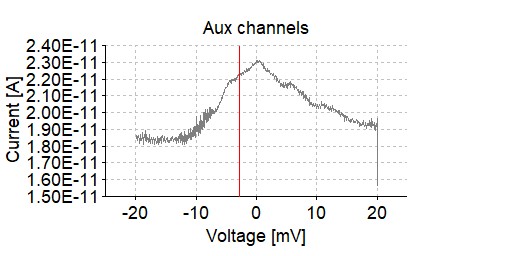 Aux channels
2.40E-11
2.30E-11
2.20E-11
2.10E-11
2.00E-11
1.90E-11
1.80E-11
1.70E-11
1.60E-11
1.50E-11
Current [A]
-20 -10 0 10 20
Voltage [mV]